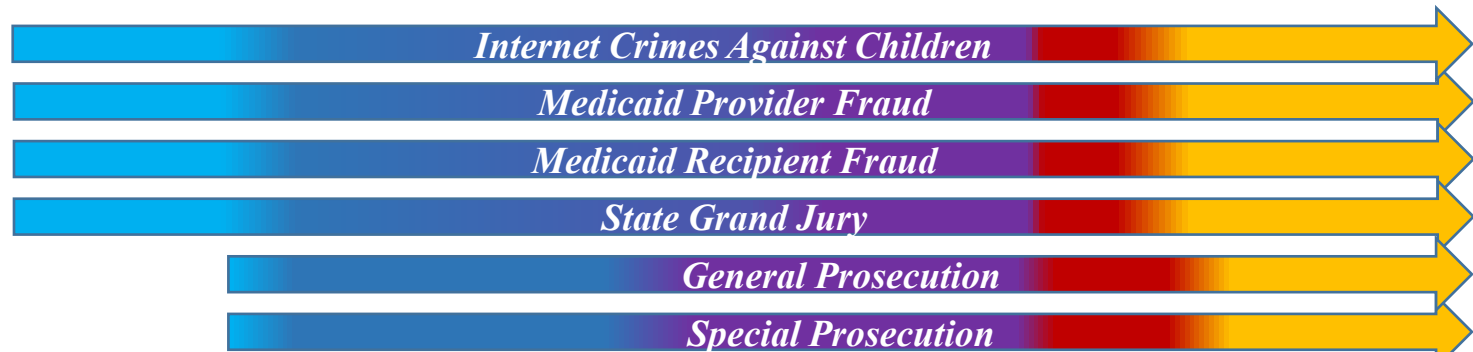 Internet Crimes Against Children
Medicaid Provider Fraud
Medicaid Recipient Fraud
State Grand Jury
General Prosecution
Special Prosecution